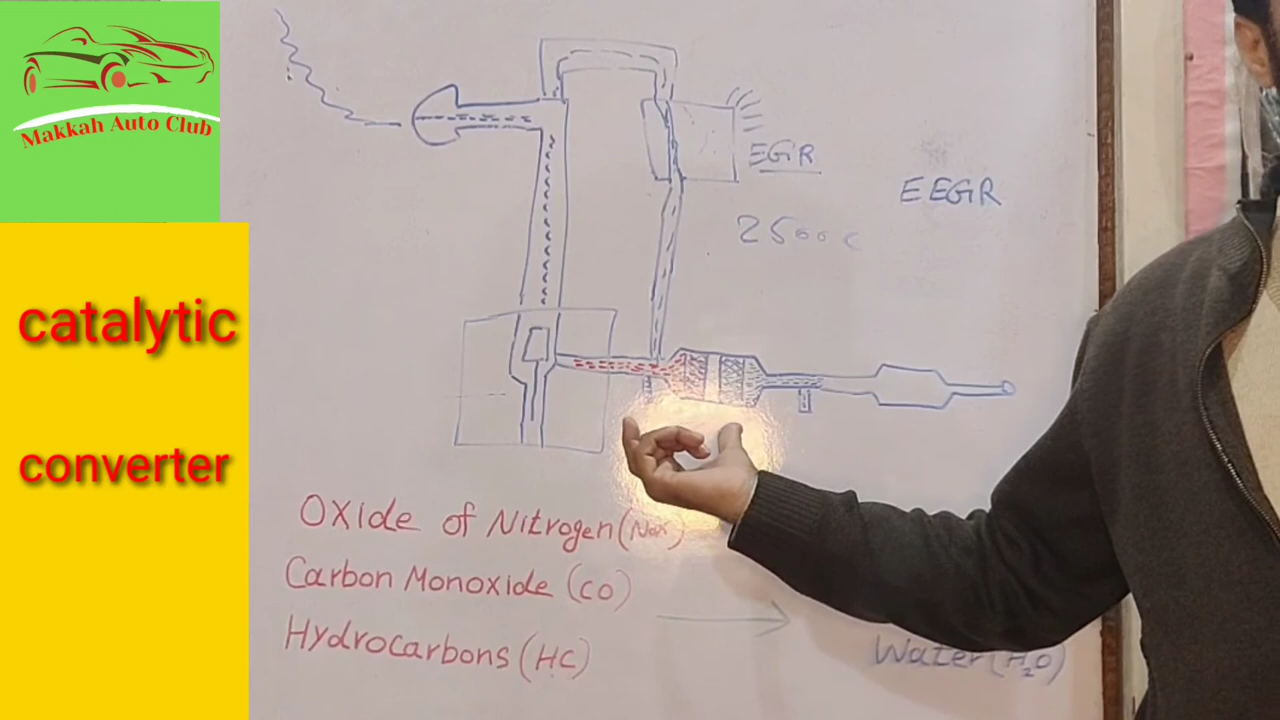 Makkah Auto Club
catalytic
converter
EGR
EEGR
2500c
Oxide of Nitrogen (Nox)
Carbon Monoxide (CO)
Hydrocarbons (HC)
Water (H₂O)